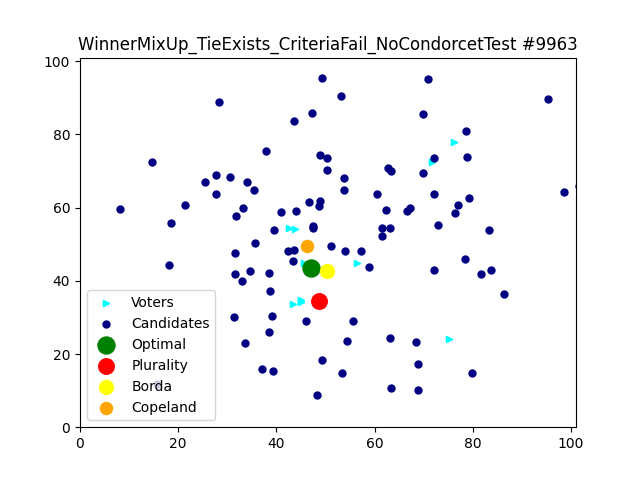 WinnerMixUp_TieExists_CriteriaFail_NoCondorcetTest #9963
100
80
60
40
20
0
Voters
Candidates
Optimal
Plurality
Borda
Copeland
0 20 40 60 80 100